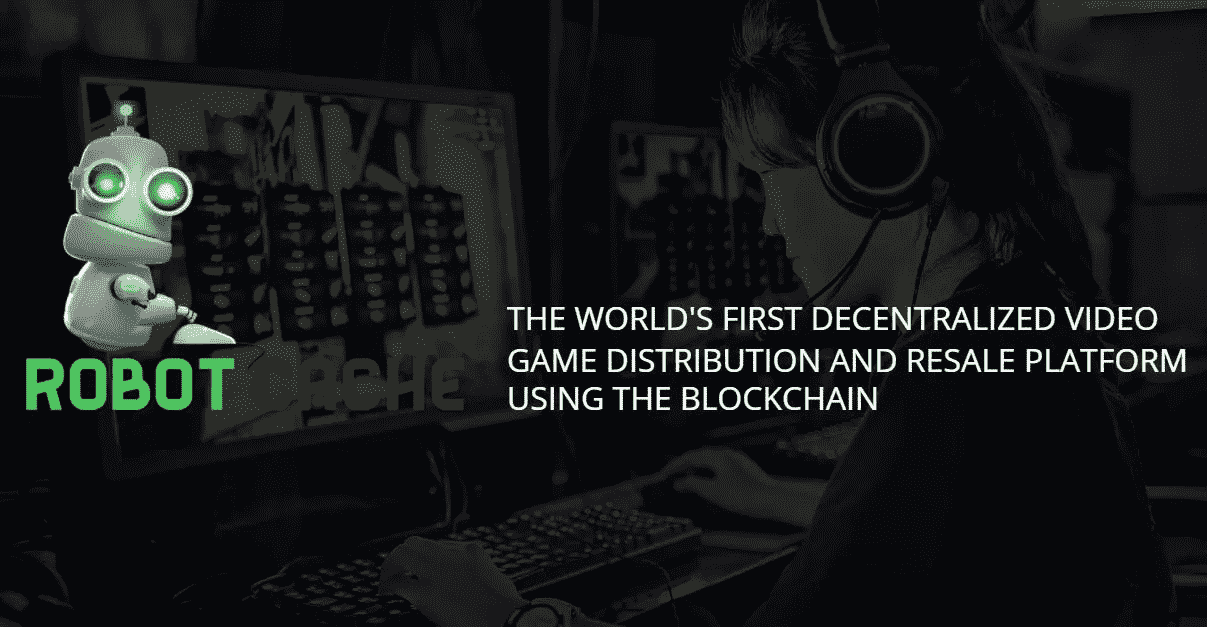 ROBOT CACHE
THE WORLD'S FIRST DECENTRALIZED VIDEO
GAME DISTRIBUTION AND RESALE PLATFORM
USING THE BLOCKCHAIN